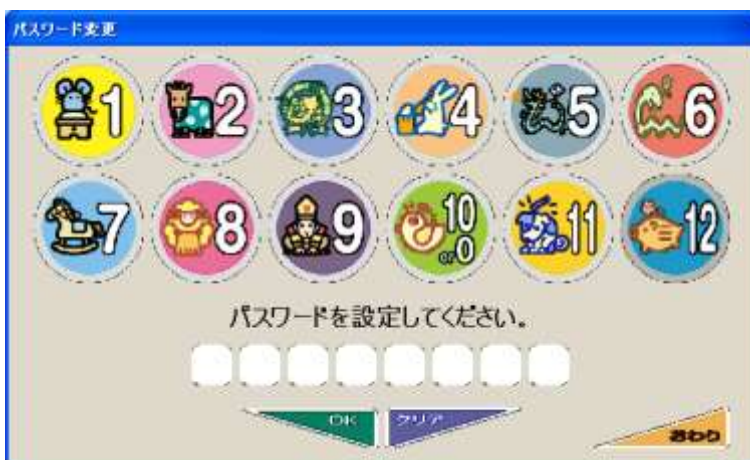 パスワード変更
1 2 3 4 5 6
7 8 9 10 or 0 11 12
パスワードを設定してください。
OK クリア
おわり